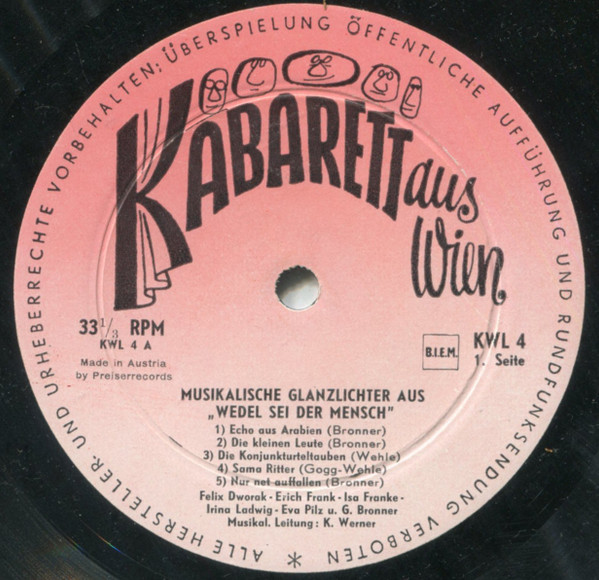 ALLE HERSTELLER- UND URHEBERRECHTE VORBEHALTEN; ÜBERSPIELUNG ÖFFENTLICHE AUFFÜHRUNG UND RUNDFUNKSENDUNG VERBOTEN *
KABARETT aus
Wien
33 1/3 RPM
KWL 4 A
Made in Austria
by Preiserrecords
B.I.E.M.
KWL 4
1. Seite
MUSIKALISCHE GLANZLICHTER AUS
„WEDEL SEI DER MENSCH"
1) Echo aus Arabien (Bronner)
2) Die kleinen Leute (Bronner)
3) Die Konjunkturteltauben (Wehle)
4) Sama Ritter (Gogg-Wehle)
5) Nur net auffallen (Bronner)
Felix Dworak - Erich Frank - Isa Franke -
Irina Ladwig - Eva Pilz u. G. Bronner
Musikal. Leitung: K. Werner